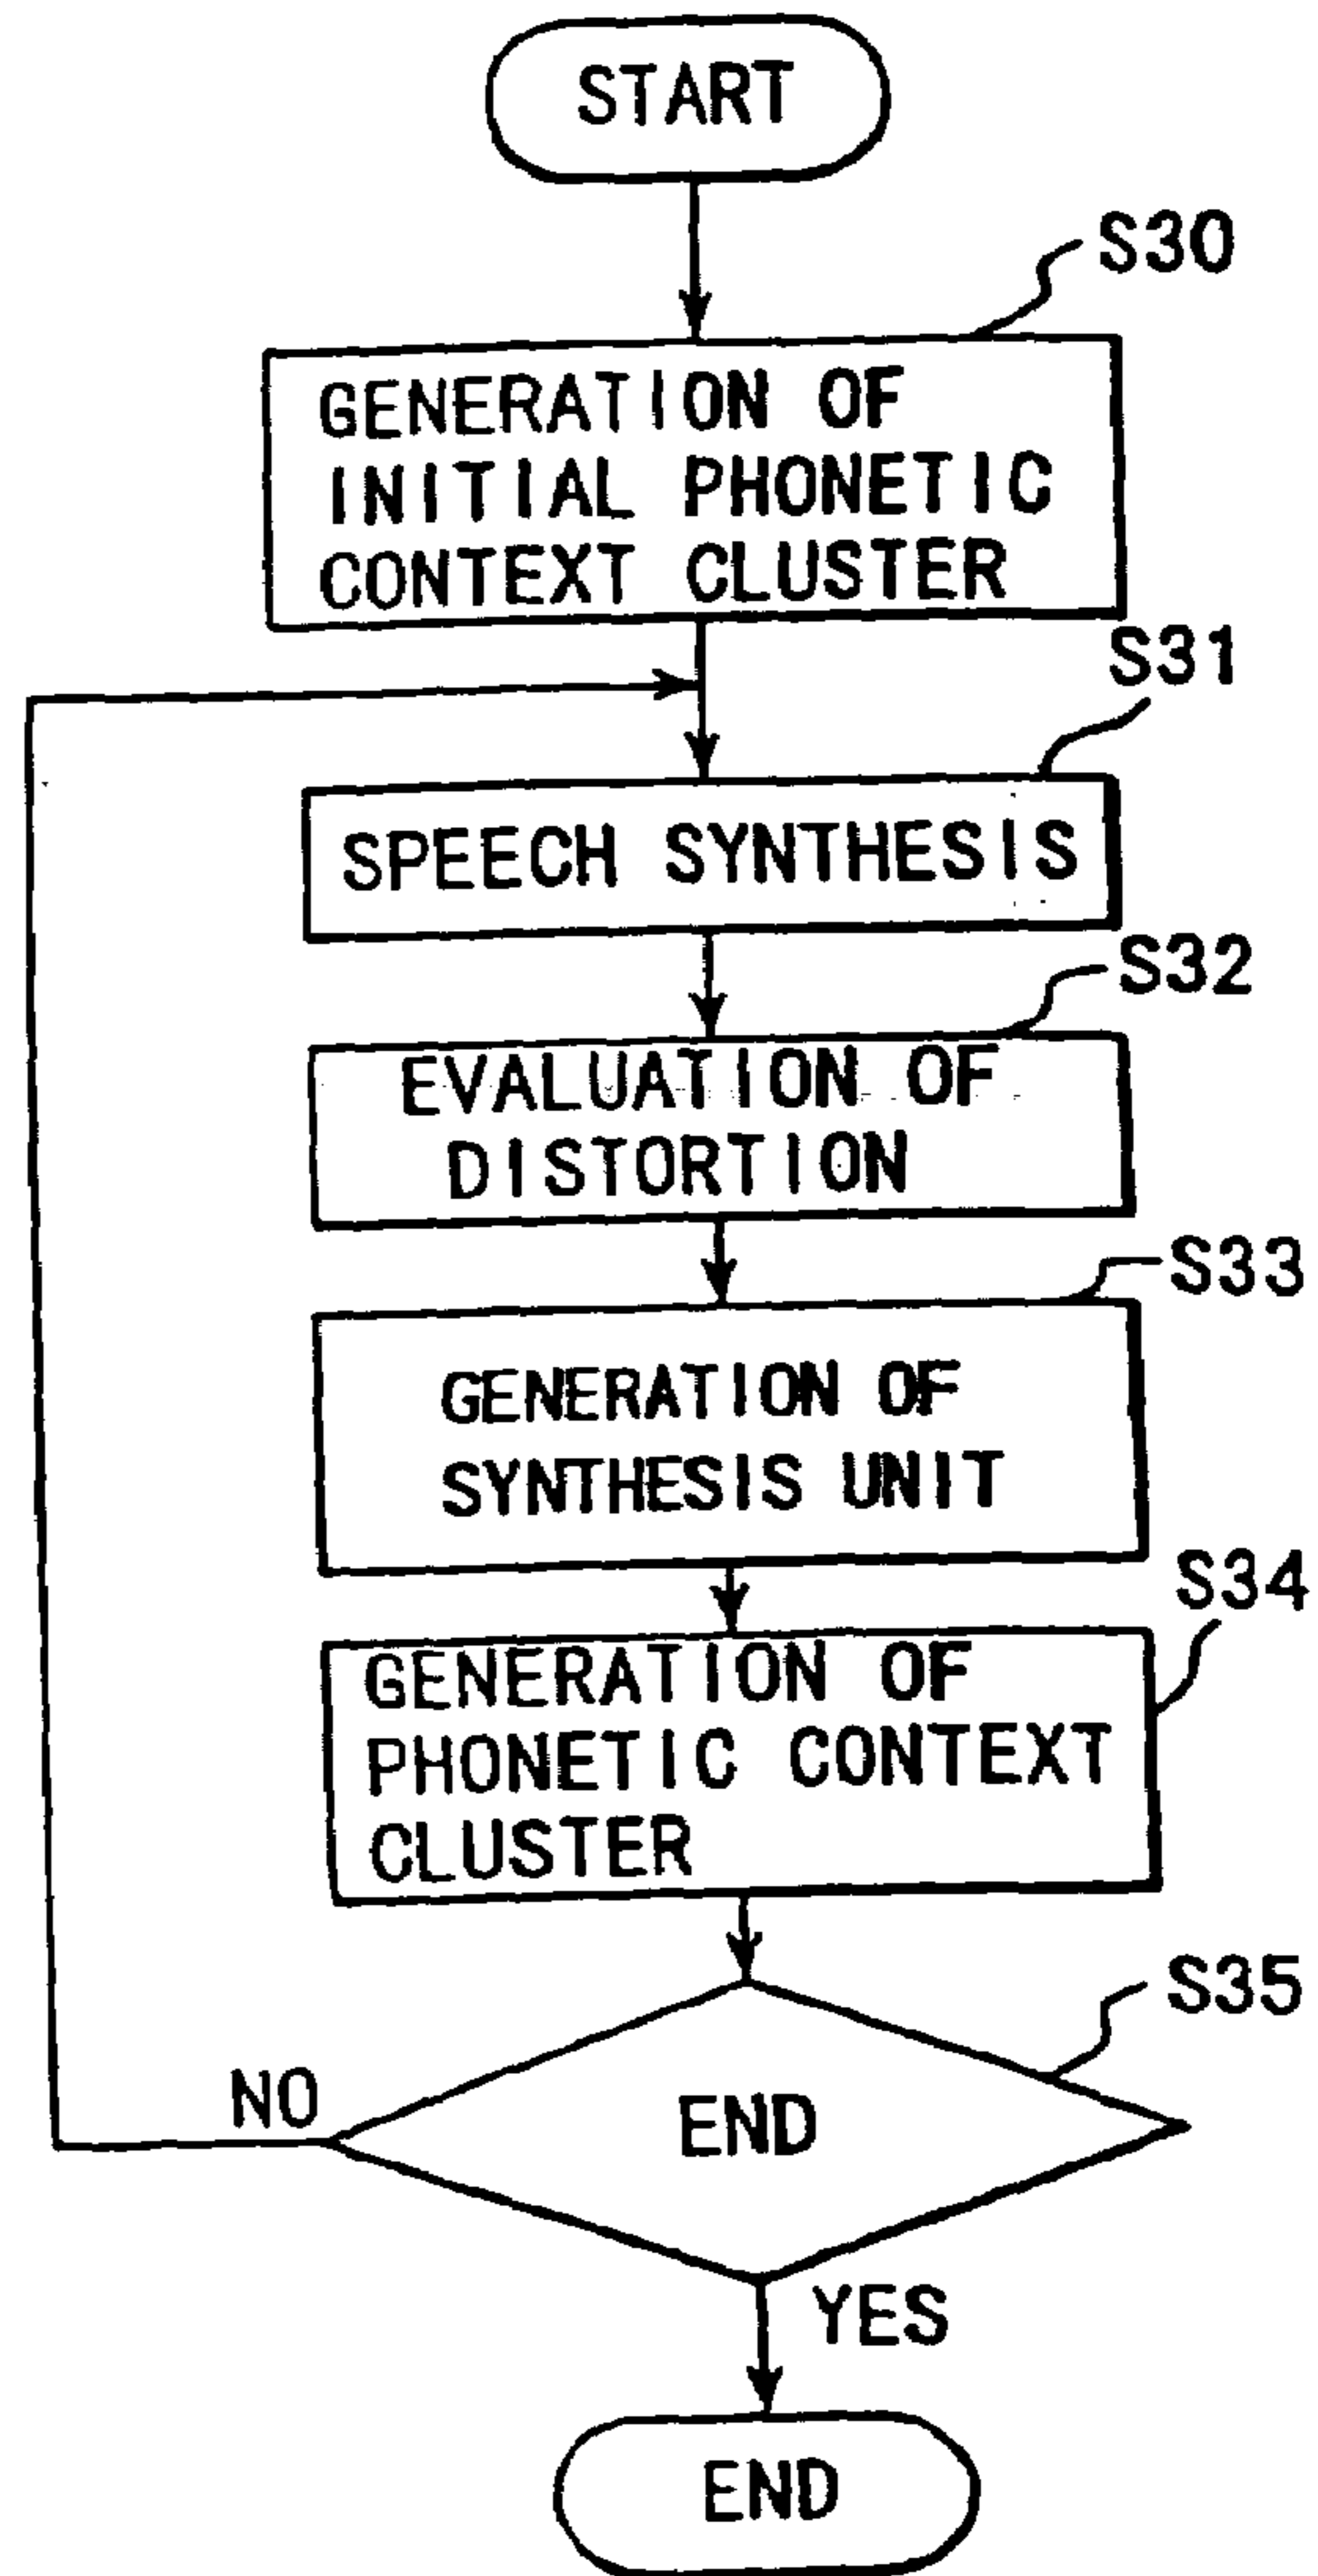 START
S30
GENERATION OF
INITIAL PHONETIC
CONTEXT CLUSTER
S31
SPEECH SYNTHESIS
S32
EVALUATION OF
DISTORTION
S33
GENERATION OF
SYNTHESIS UNIT
S34
GENERATION OF
PHONETIC CONTEXT
CLUSTER
S35
NO
END
YES
END